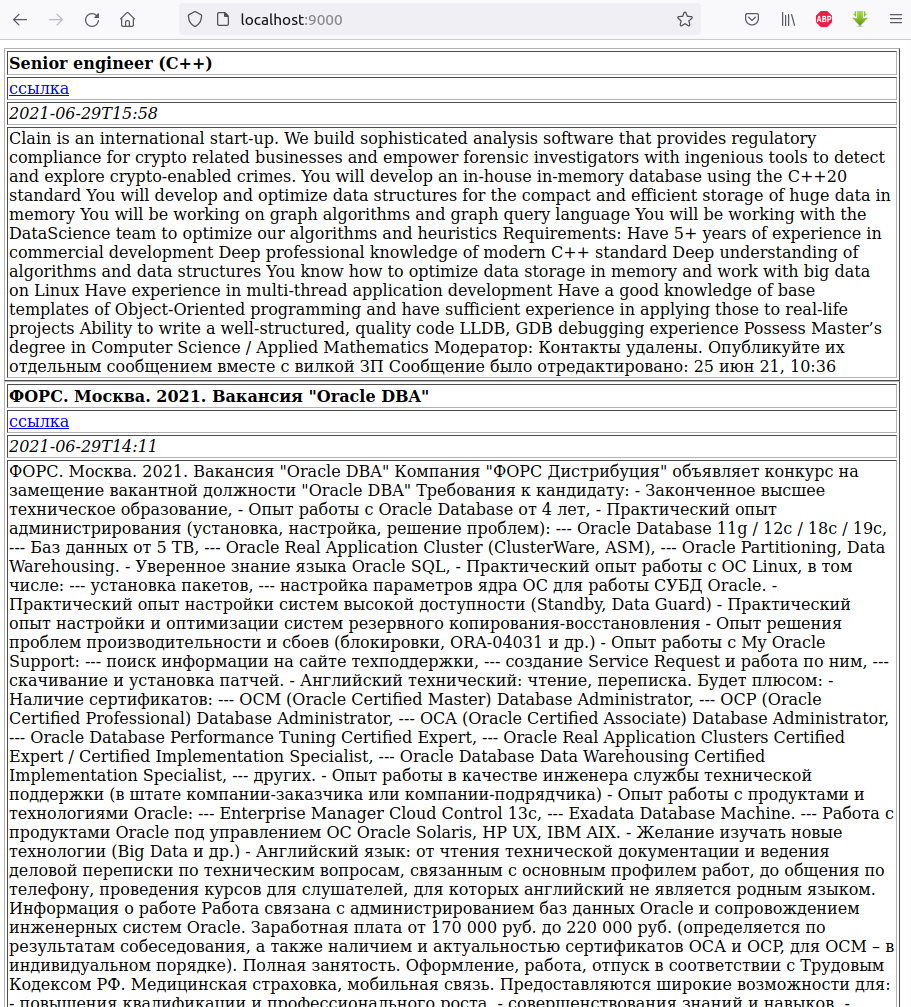 localhost:9000
ABP
Senior engineer (C++)
ссылка
2021-06-29T15:58
Clain is an international start-up. We build sophisticated analysis software that provides regulatory
compliance for crypto related businesses and empower forensic investigators with ingenious tools to detect
and explore crypto-enabled crimes. You will develop an in-house in-memory database using the C++20
standard You will develop and optimize data structures for the compact and efficient storage of huge data in
memory You will be working on graph algorithms and graph query language You will be working with the
DataScience team to optimize our algorithms and heuristics Requirements: Have 5+ years of experience in
commercial development Deep professional knowledge of modern C++ standard Deep understanding of
algorithms and data structures You know how to optimize data storage in memory and work with big data
on Linux Have experience in multi-thread application development Have a good knowledge of base
templates of Object-Oriented programming and have sufficient experience in applying those to real-life
projects Ability to write a well-structured, quality code LLDB, GDB debugging experience Possess Master’s
degree in Computer Science / Applied Mathematics Модератор: Контакты удалены. Опубликуйте их
отдельным сообщением вместе с вилкой ЗП Сообщение было отредактировано: 25 июн 21, 10:36
ФОРС. Москва. 2021. Вакансия "Oracle DBA"
ссылка
2021-06-29T14:11
ФОРС. Москва. 2021. Вакансия "Oracle DBA" Компания "ФОРС Дистрибуция" объявляет конкурс на
замещение вакантной должности "Oracle DBA" Требования к кандидату: - Законченное высшее
техническое образование, - Опыт работы с Oracle Database от 4 лет, - Практический опыт
администрирования (установка, настройка, решение проблем): --- Oracle Database 11g / 12c / 18c / 19c,
--- Баз данных от 5 TB, --- Oracle Real Application Cluster (ClusterWare, ASM), --- Oracle Partitioning, Data
Warehousing. - Уверенное знание языка Oracle SQL, - Практический опыт работы с ОС Linux, в том
числе: --- установка пакетов, --- настройка параметров ядра ОС для работы СУБД Oracle. -
Практический опыт настройки систем высокой доступности (Standby, Data Guard) - Практический
опыт настройки и оптимизации систем резервного копирования-восстановления - Опыт решения
проблем производительности и сбоев (блокировки, ORA-04031 и др.) - Опыт работы с My Oracle
Support: --- поиск информации на сайте техподдержки, --- создание Service Request и работа по ним, ---
скачивание и установка патчей. - Английский технический: чтение, переписка. Будет плюсом: -
Наличие сертификатов: --- OCM (Oracle Certified Master) Database Administrator, --- OCP (Oracle
Certified Professional) Database Administrator, --- OCA (Oracle Certified Associate) Database Administrator,
--- Oracle Database Performance Tuning Certified Expert, --- Oracle Real Application Clusters Certified
Expert / Certified Implementation Specialist, --- Oracle Database Data Warehousing Certified
Implementation Specialist, --- других. - Опыт работы в качестве инженера службы технической
поддержки (в штате компании-заказчика или компании-подрядчика) - Опыт работы с продуктами и
технологиями Oracle: --- Enterprise Manager Cloud Control 13c, --- Exadata Database Machine. --- Работа с
продуктами Oracle под управлением ОС Oracle Solaris, HP UX, IBM AIX. - Желание изучать новые
технологии (Big Data и др.) - Английский язык: от чтения технической документации и ведения
деловой переписки по техническим вопросам, связанным с основным профилем работ, до общения по
телефону, проведения курсов для слушателей, для которых английский не является родным языком.
Информация о работе Работа связана с администрированием баз данных Oracle и сопровождением
инженерных систем Oracle. Заработная плата от 170 000 руб. до 220 000 руб. (определяется по
результатам собеседования, а также наличием и актуальностью сертификатов OCA и OCP, для OCM – в
индивидуальном порядке). Полная занятость. Оформление, работа, отпуск в соответствии с Трудовым
Кодексом РФ. Медицинская страховка, мобильная связь. Предоставляются широкие возможности для:
- повышения квалификации и профессионального роста, - совершенствования знаний и навыков, -